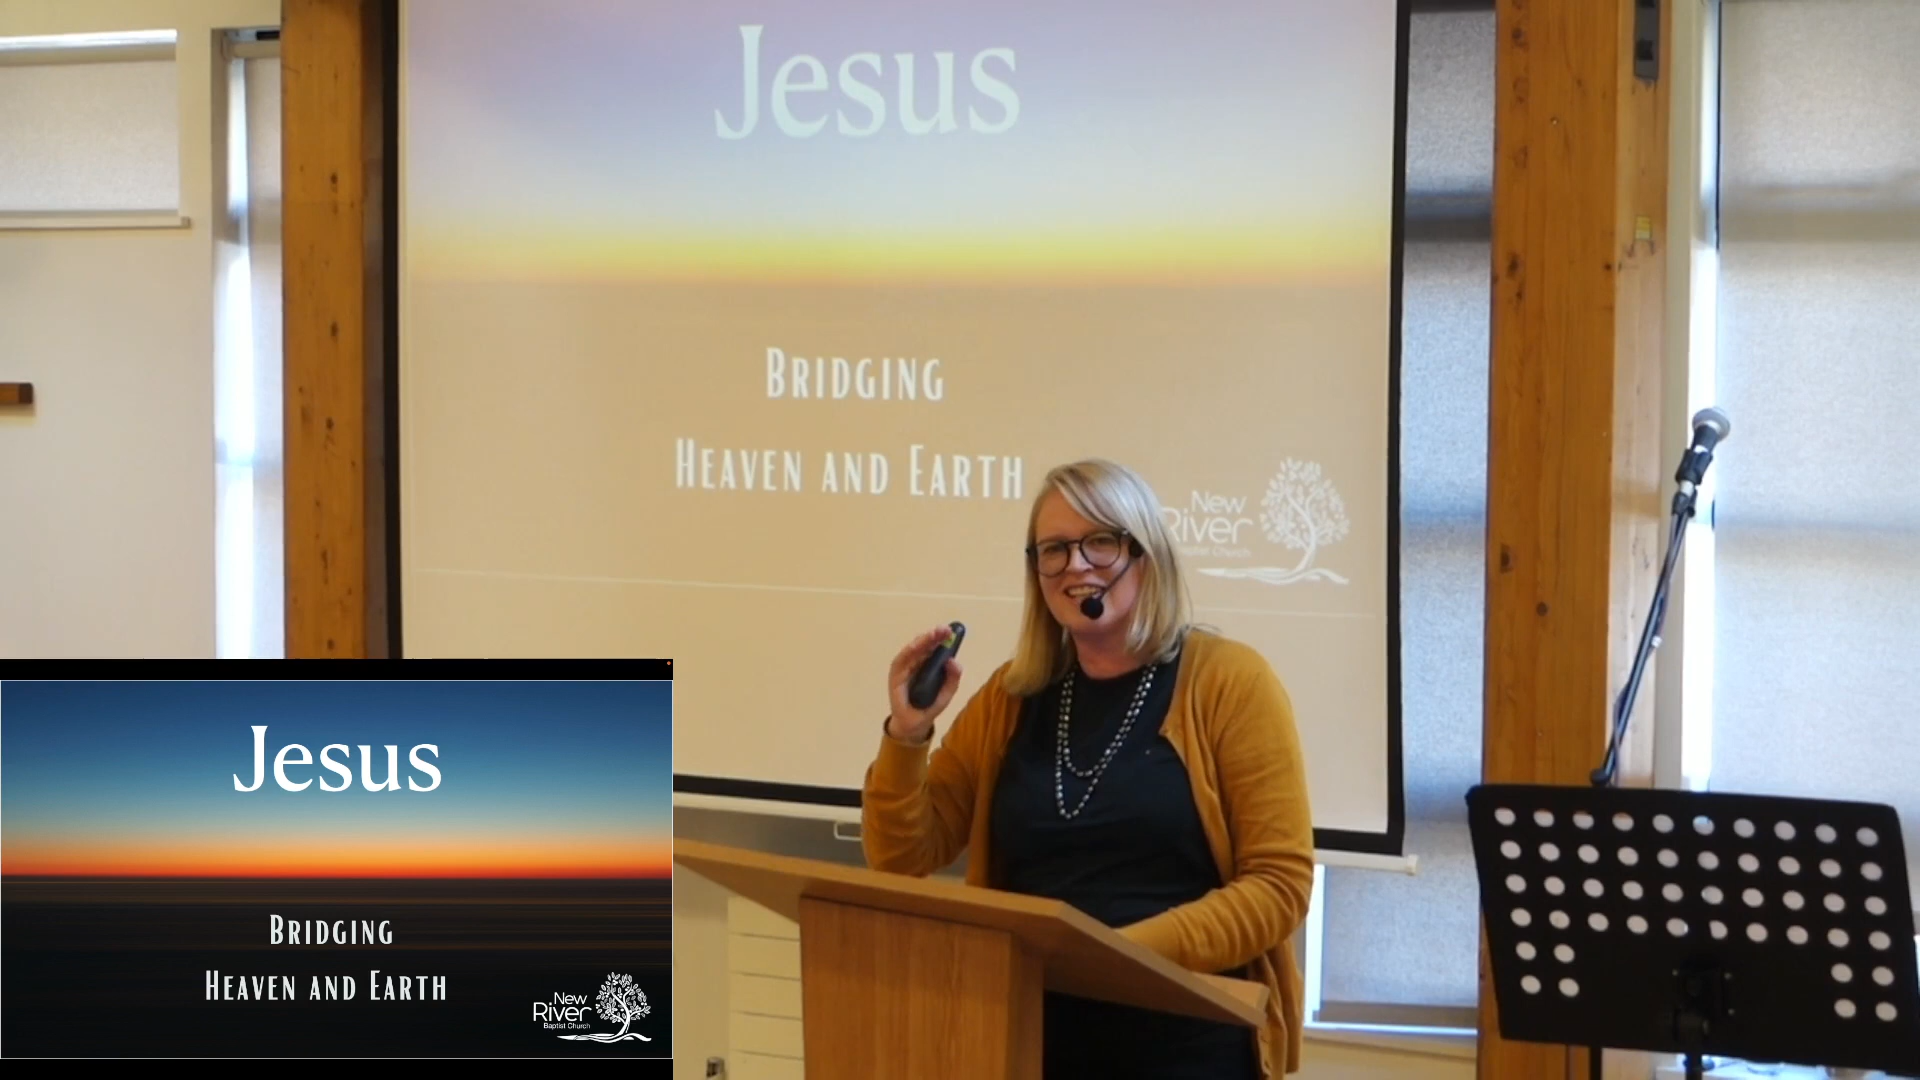 Jesus
BRIDGING
HEAVEN AND EARTH
New
River
Baptist Church
Jesus
BRIDGING
HEAVEN AND EARTH
New
River
Baptist Church